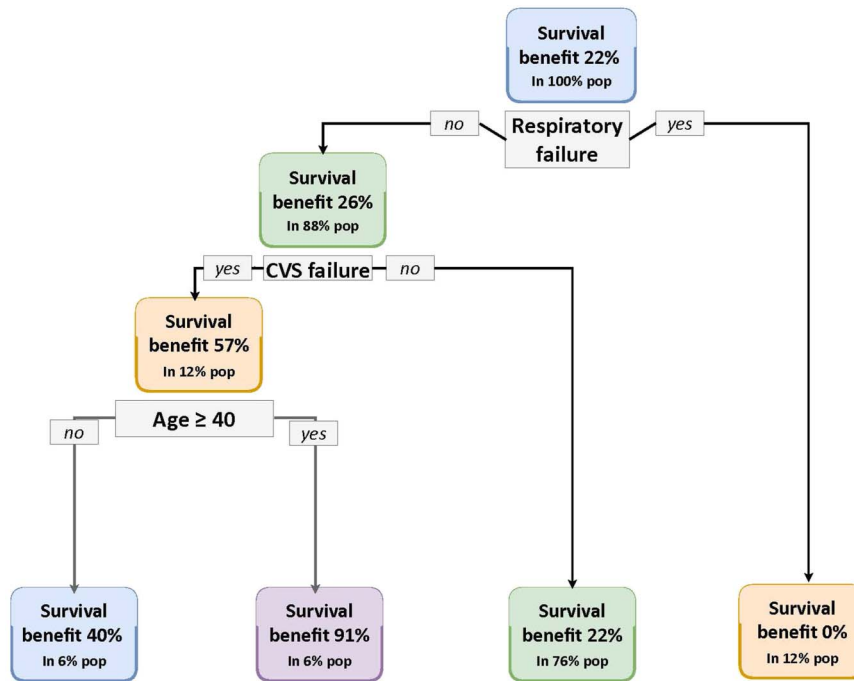 Survival
benefit 22%
In 100% pop
no
Respiratory
failure
yes
Survival
benefit 26%
In 88% pop
yes
CVS failure
no
Survival
benefit 57%
In 12% pop
no
Age ≥ 40
yes
Survival
benefit 40%
In 6% pop
Survival
benefit 91%
In 6% pop
Survival
benefit 22%
In 76% pop
Survival
benefit 0%
In 12% pop